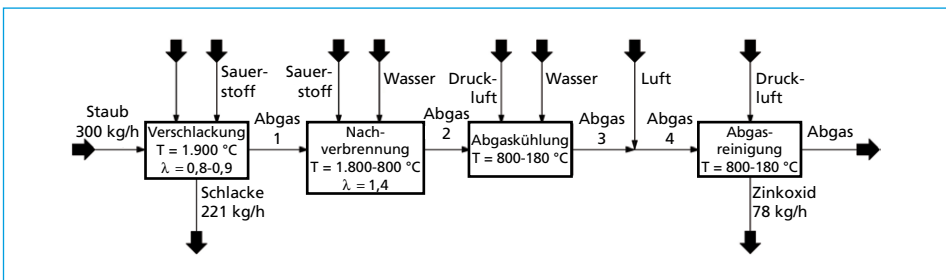 Staub
300 kg/h
Sauer-
stoff
Verschlackung
T = 1.900 °C
λ = 0,8-0,9
Schlacke
221 kg/h
Abgas
1
Sauer-
stoff
Wasser
Nach-
verbrennung
T = 1.800-800 °C
λ = 1,4
Abgas
2
Druck-
luft
Wasser
Abgaskühlung
T = 800-180 °C
Abgas
3
Luft
Abgas
4
Druck-
luft
Abgas-
reinigung
T = 800-180 °C
Abgas
Zinkoxid
78 kg/h